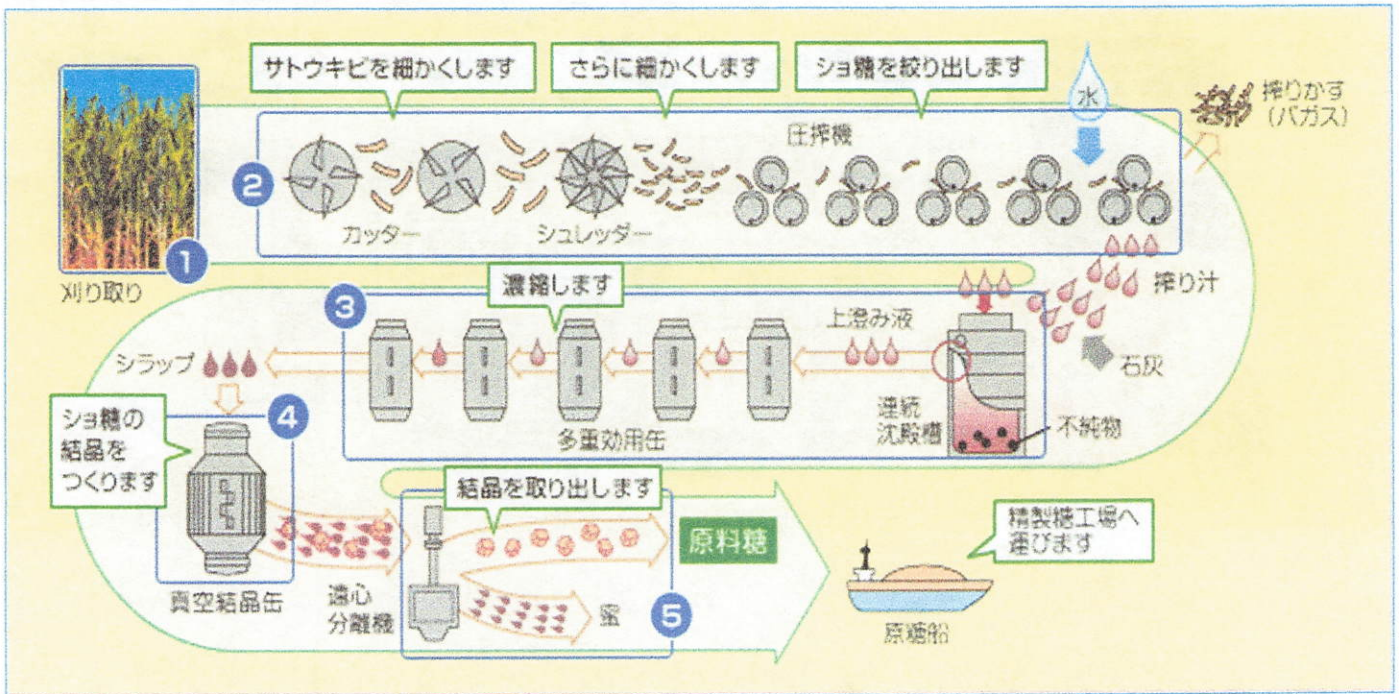 サトウキビを細かくします
さらに細かくします
ショ糖を絞り出します
水
搾りかす
(バガス)
圧搾機
2
カッター
シュレッダー
1
刈り取り
搾り汁
石灰
3
濃縮します
上澄み液
シラップ
多重効用缶
連続
沈殿槽
不純物
ショ糖の
結晶を
つくります
4
真空結晶缶
遠心
分離機
結晶を取り出します
蜜
5
原料糖
精製糖工場へ
運びます
原糖船